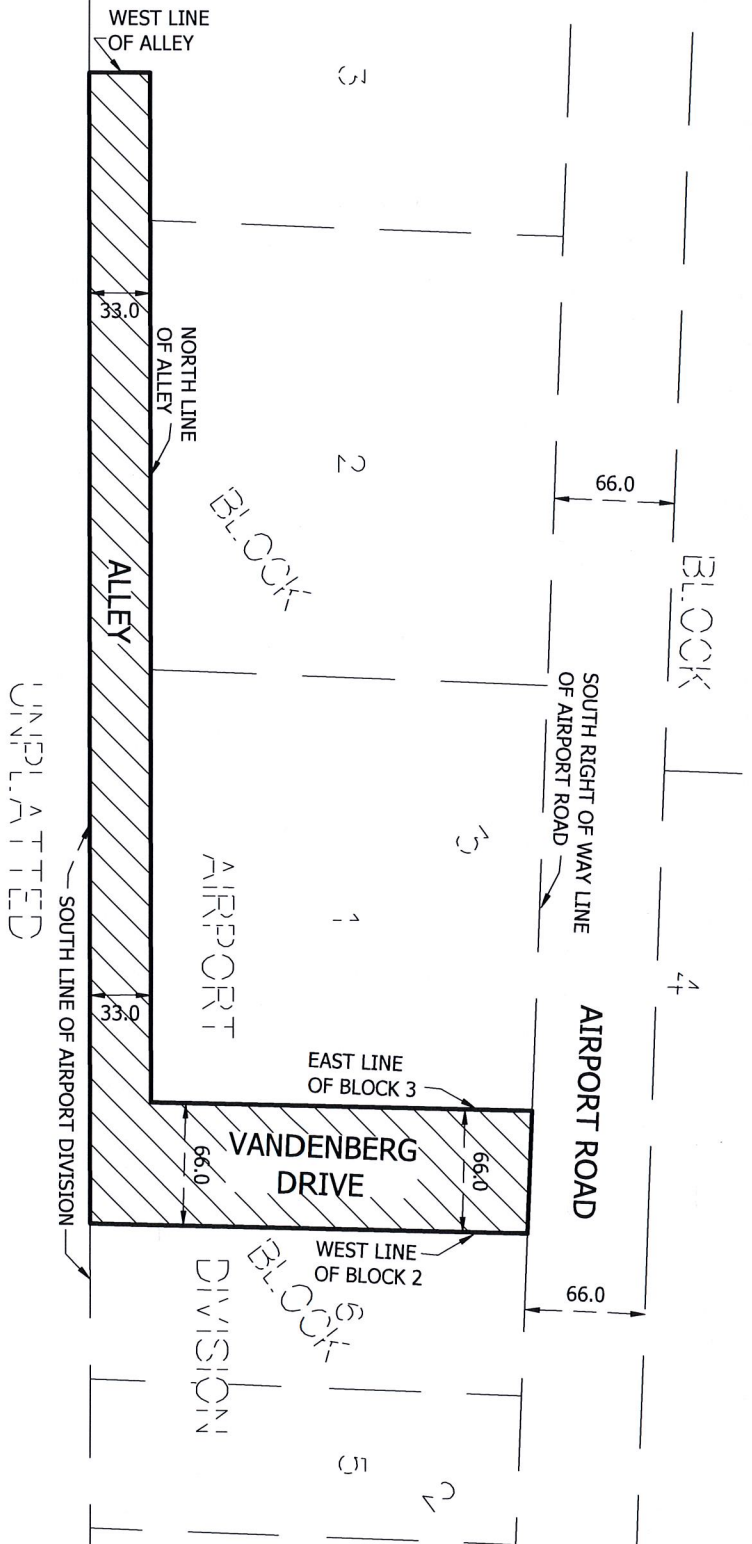 WEST LINE
OF ALLEY
3
33.0
NORTH LINE
OF ALLEY
2
66.0
BLOCK
BLOCK
ALLEY
SOUTH RIGHT OF WAY LINE
OF AIRPORT ROAD
UNPLATTED
AIRPORT
3
1
4
SOUTH LINE OF AIRPORT DIVISION
33.0
AIRPORT ROAD
EAST LINE
OF BLOCK 3
VANDENBERG
DRIVE
66.0
66.0
WEST LINE
OF BLOCK 2
66.0
DIVISION
BLOCK
6
5
2